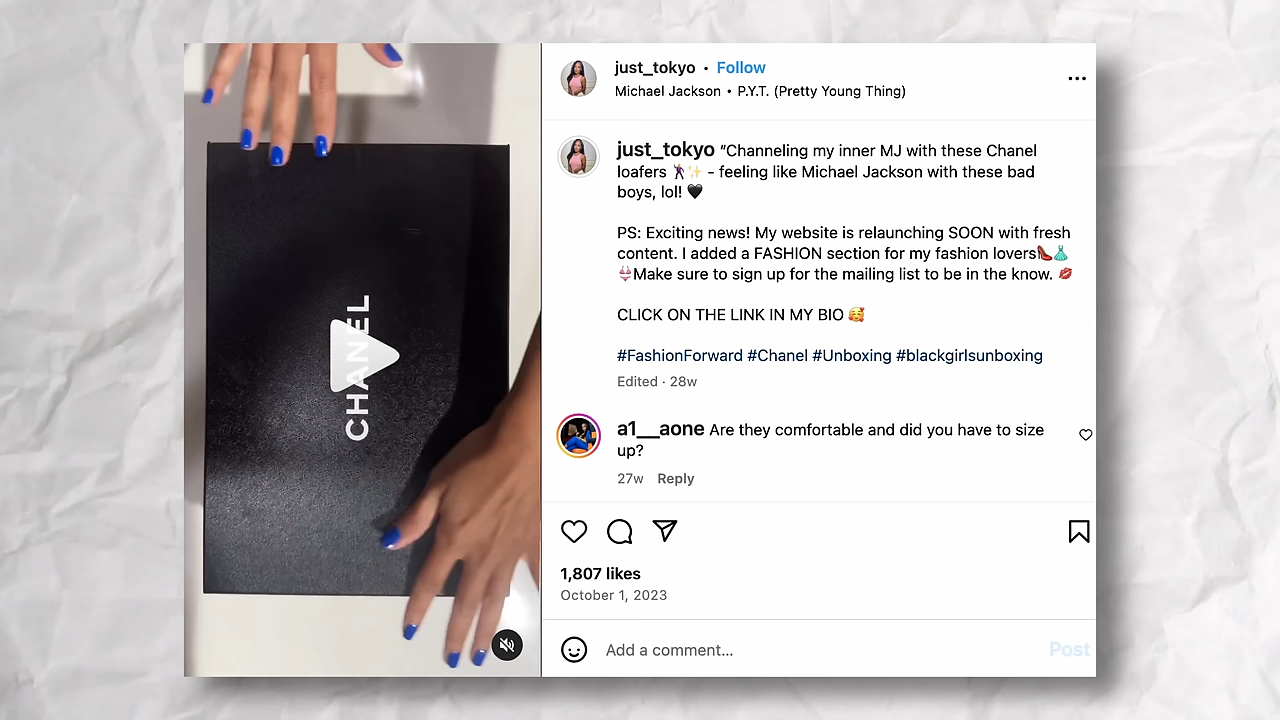 CHANEL
just_tokyo • Follow
Michael Jackson • P.Y.T. (Pretty Young Thing)
just_tokyo “Channeling my inner MJ with these Chanel
loafers 🕺🏾✨ - feeling like Michael Jackson with these bad
boys, lol! 🖤
PS: Exciting news! My website is relaunching SOON with fresh
content. I added a FASHION section for my fashion lovers👠👗
👙Make sure to sign up for the mailing list to be in the know. 💋
CLICK ON THE LINK IN MY BIO 🥰
#FashionForward #Chanel #Unboxing #blackgirlsunboxing
Edited · 28w
a1__aone Are they comfortable and did you have to size
up?
27w Reply
1,807 likes
October 1, 2023
Add a comment...
Post